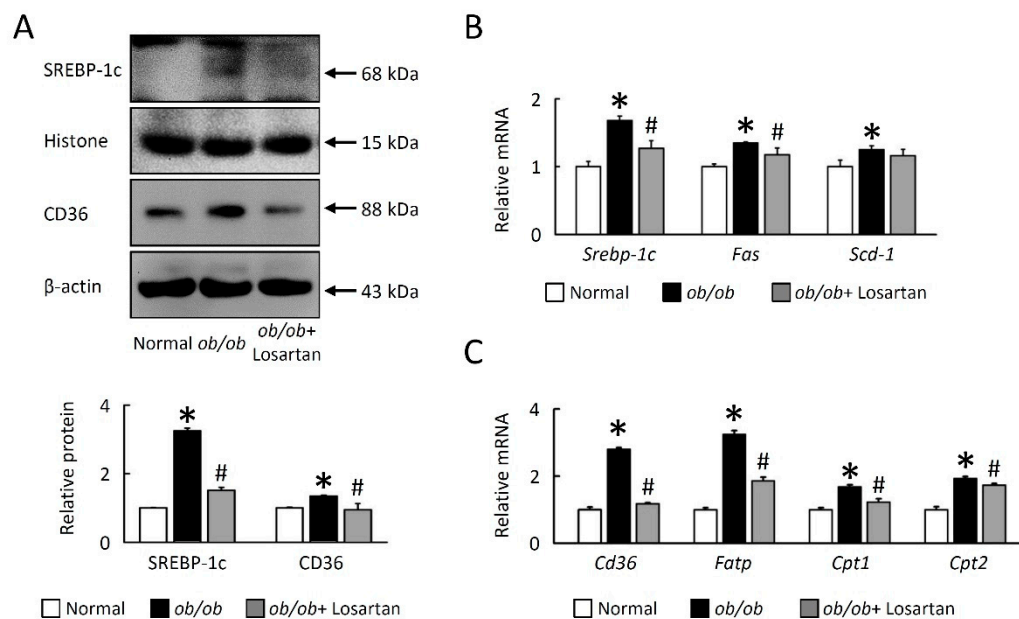 A
SREBP-1c
68 kDa
Histone
15 kDa
CD36
88 kDa
β-actin
43 kDa
Normal ob/ob ob/ob+
Losartan
Relative protein
4
2
0
* # * #
SREBP-1c CD36
Normal ob/ob ob/ob+ Losartan
B
Relative mRNA
2
1
0
* # * # *
Srebp-1c Fas Scd-1
Normal ob/ob ob/ob+ Losartan
C
Relative mRNA
4
2
0
* # * # * # * #
Cd36 Fatp Cpt1 Cpt2
Normal ob/ob ob/ob+ Losartan